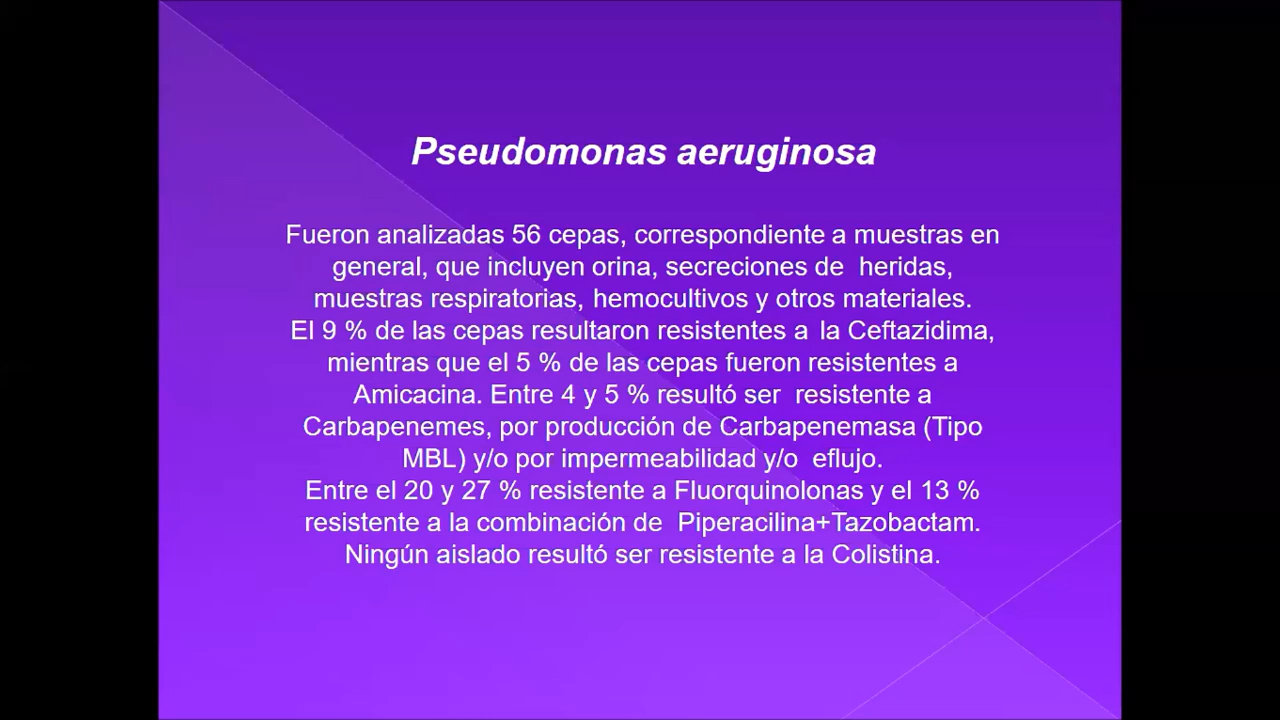 Pseudomonas aeruginosa
Fueron analizadas 56 cepas, correspondiente a muestras en
general, que incluyen orina, secreciones de heridas,
muestras respiratorias, hemocultivos y otros materiales.
El 9 % de las cepas resultaron resistentes a la Ceftazidima,
mientras que el 5 % de las cepas fueron resistentes a
Amicacina. Entre 4 y 5 % resultó ser resistente a
Carbapenemes, por producción de Carbapenemasa (Tipo
MBL) y/o por impermeabilidad y/o eflujo.
Entre el 20 y 27 % resistente a Fluorquinolonas y el 13 %
resistente a la combinación de Piperacilina+Tazobactam.
Ningún aislado resultó ser resistente a la Colistina.